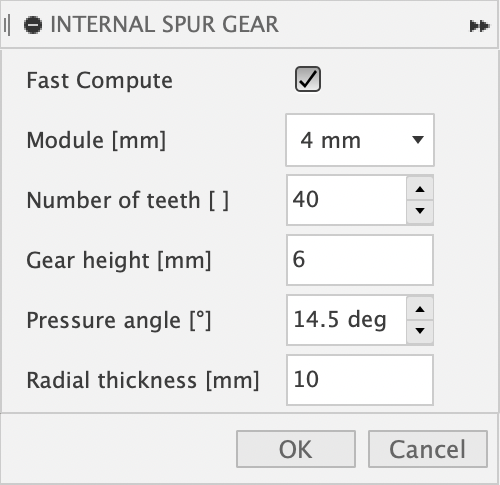 INTERNAL SPUR GEAR
Fast Compute
Module [mm] 4 mm
Number of teeth [ ] 40
Gear height [mm] 6
Pressure angle [°] 14.5 deg
Radial thickness [mm] 10
OK Cancel